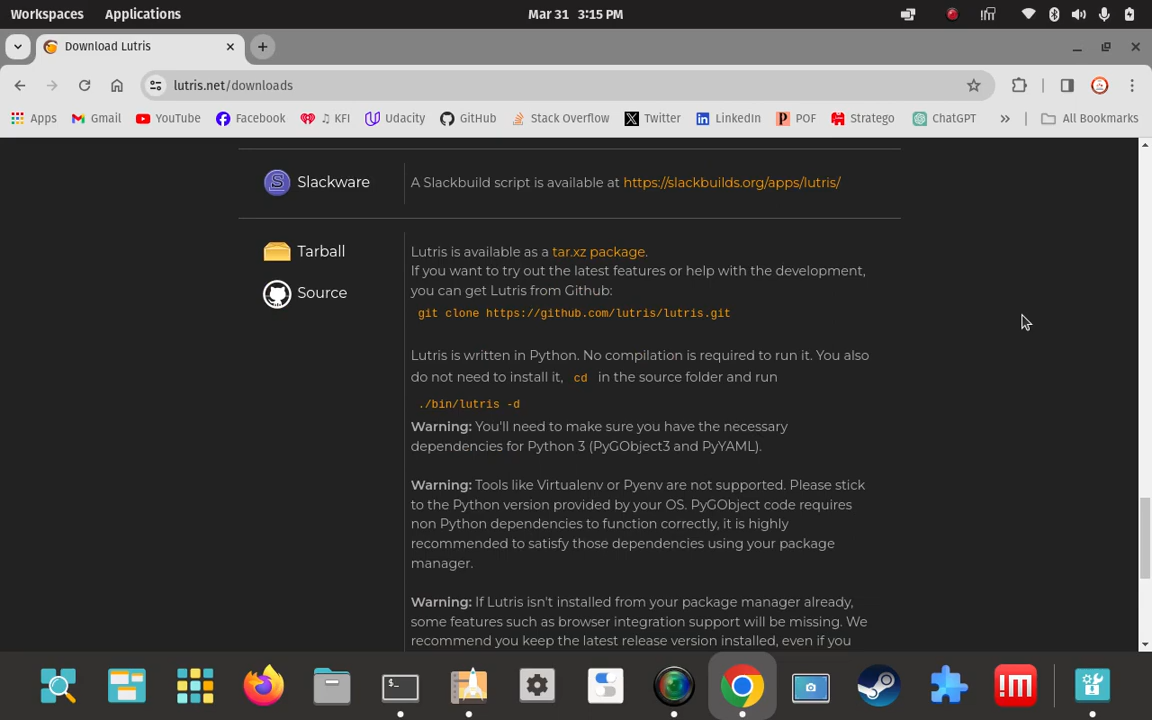 Workspaces Applications Mar 31 3:15 PM
Download Lutris
lutris.net/downloads
Apps Gmail YouTube Facebook ♫ KFI Udacity GitHub Stack Overflow Twitter LinkedIn POF Stratego ChatGPT » All Bookmarks
Slackware A Slackbuild script is available at https://slackbuilds.org/apps/lutris/
Tarball Lutris is available as a tar.xz package.
If you want to try out the latest features or help with the development,
Source you can get Lutris from Github:
git clone https://github.com/lutris/lutris.git
Lutris is written in Python. No compilation is required to run it. You also
do not need to install it, cd in the source folder and run
./bin/lutris -d
Warning: You'll need to make sure you have the necessary
dependencies for Python 3 (PyGObject3 and PyYAML).
Warning: Tools like Virtualenv or Pyenv are not supported. Please stick
to the Python version provided by your OS. PyGObject code requires
non Python dependencies to function correctly, it is highly
recommended to satisfy those dependencies using your package
manager.
Warning: If Lutris isn't installed from your package manager already,
some features such as browser integration support will be missing. We
recommend you keep the latest release version installed, even if you